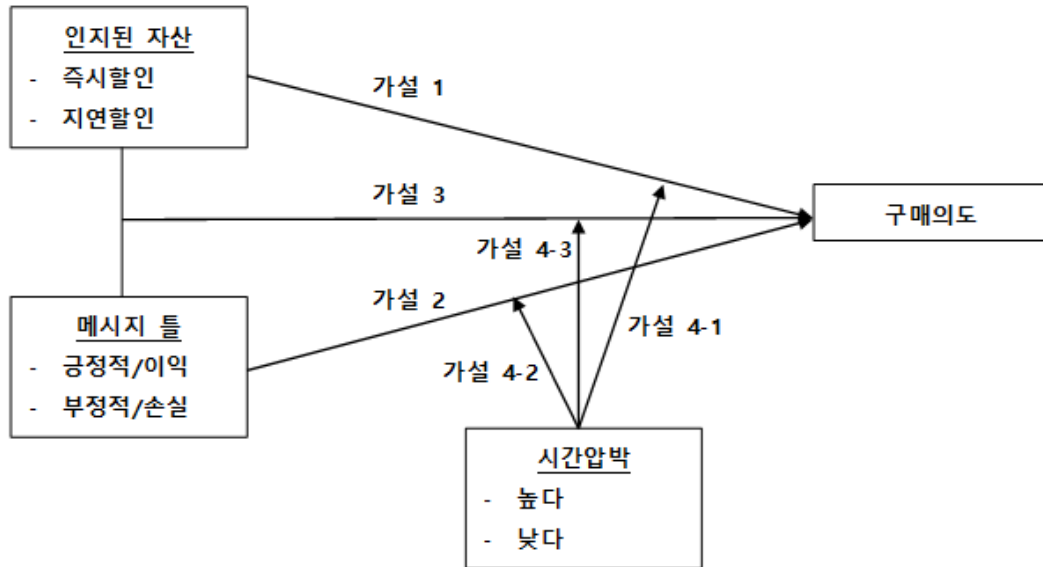 인지된 자산
- 즉시할인
- 지연할인
가설 1
가설 3
구매의도
가설 4-3
가설 2
가설 4-1
가설 4-2
메시지 틀
- 긍정적/이익
- 부정적/손실
시간압박
- 높다
- 낮다